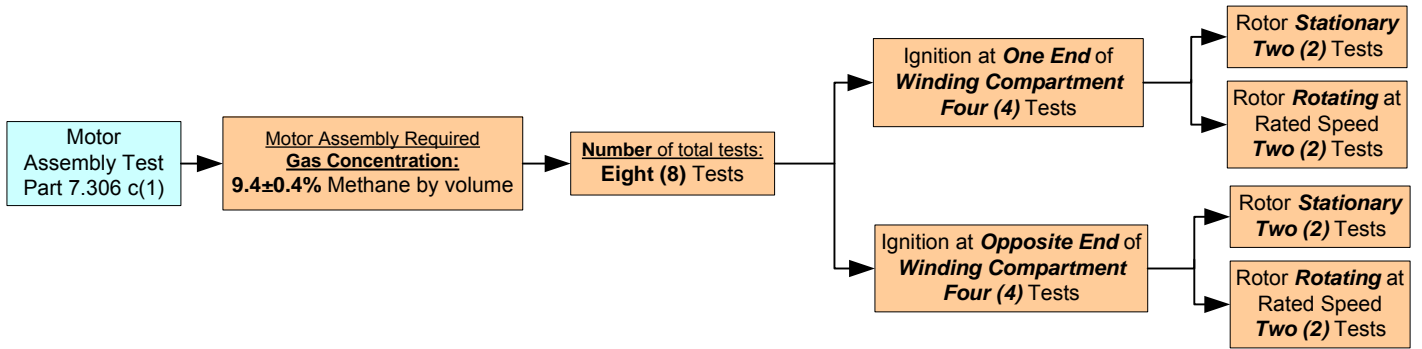 Motor
Assembly Test
Part 7.306 c(1)
Motor Assembly Required
Gas Concentration:
9.4±0.4% Methane by volume
Number of total tests:
Eight (8) Tests
Ignition at One End of
Winding Compartment
Four (4) Tests
Rotor Stationary
Two (2) Tests
Rotor Rotating at
Rated Speed
Two (2) Tests
Ignition at Opposite End of
Winding Compartment
Four (4) Tests
Rotor Stationary
Two (2) Tests
Rotor Rotating at
Rated Speed
Two (2) Tests